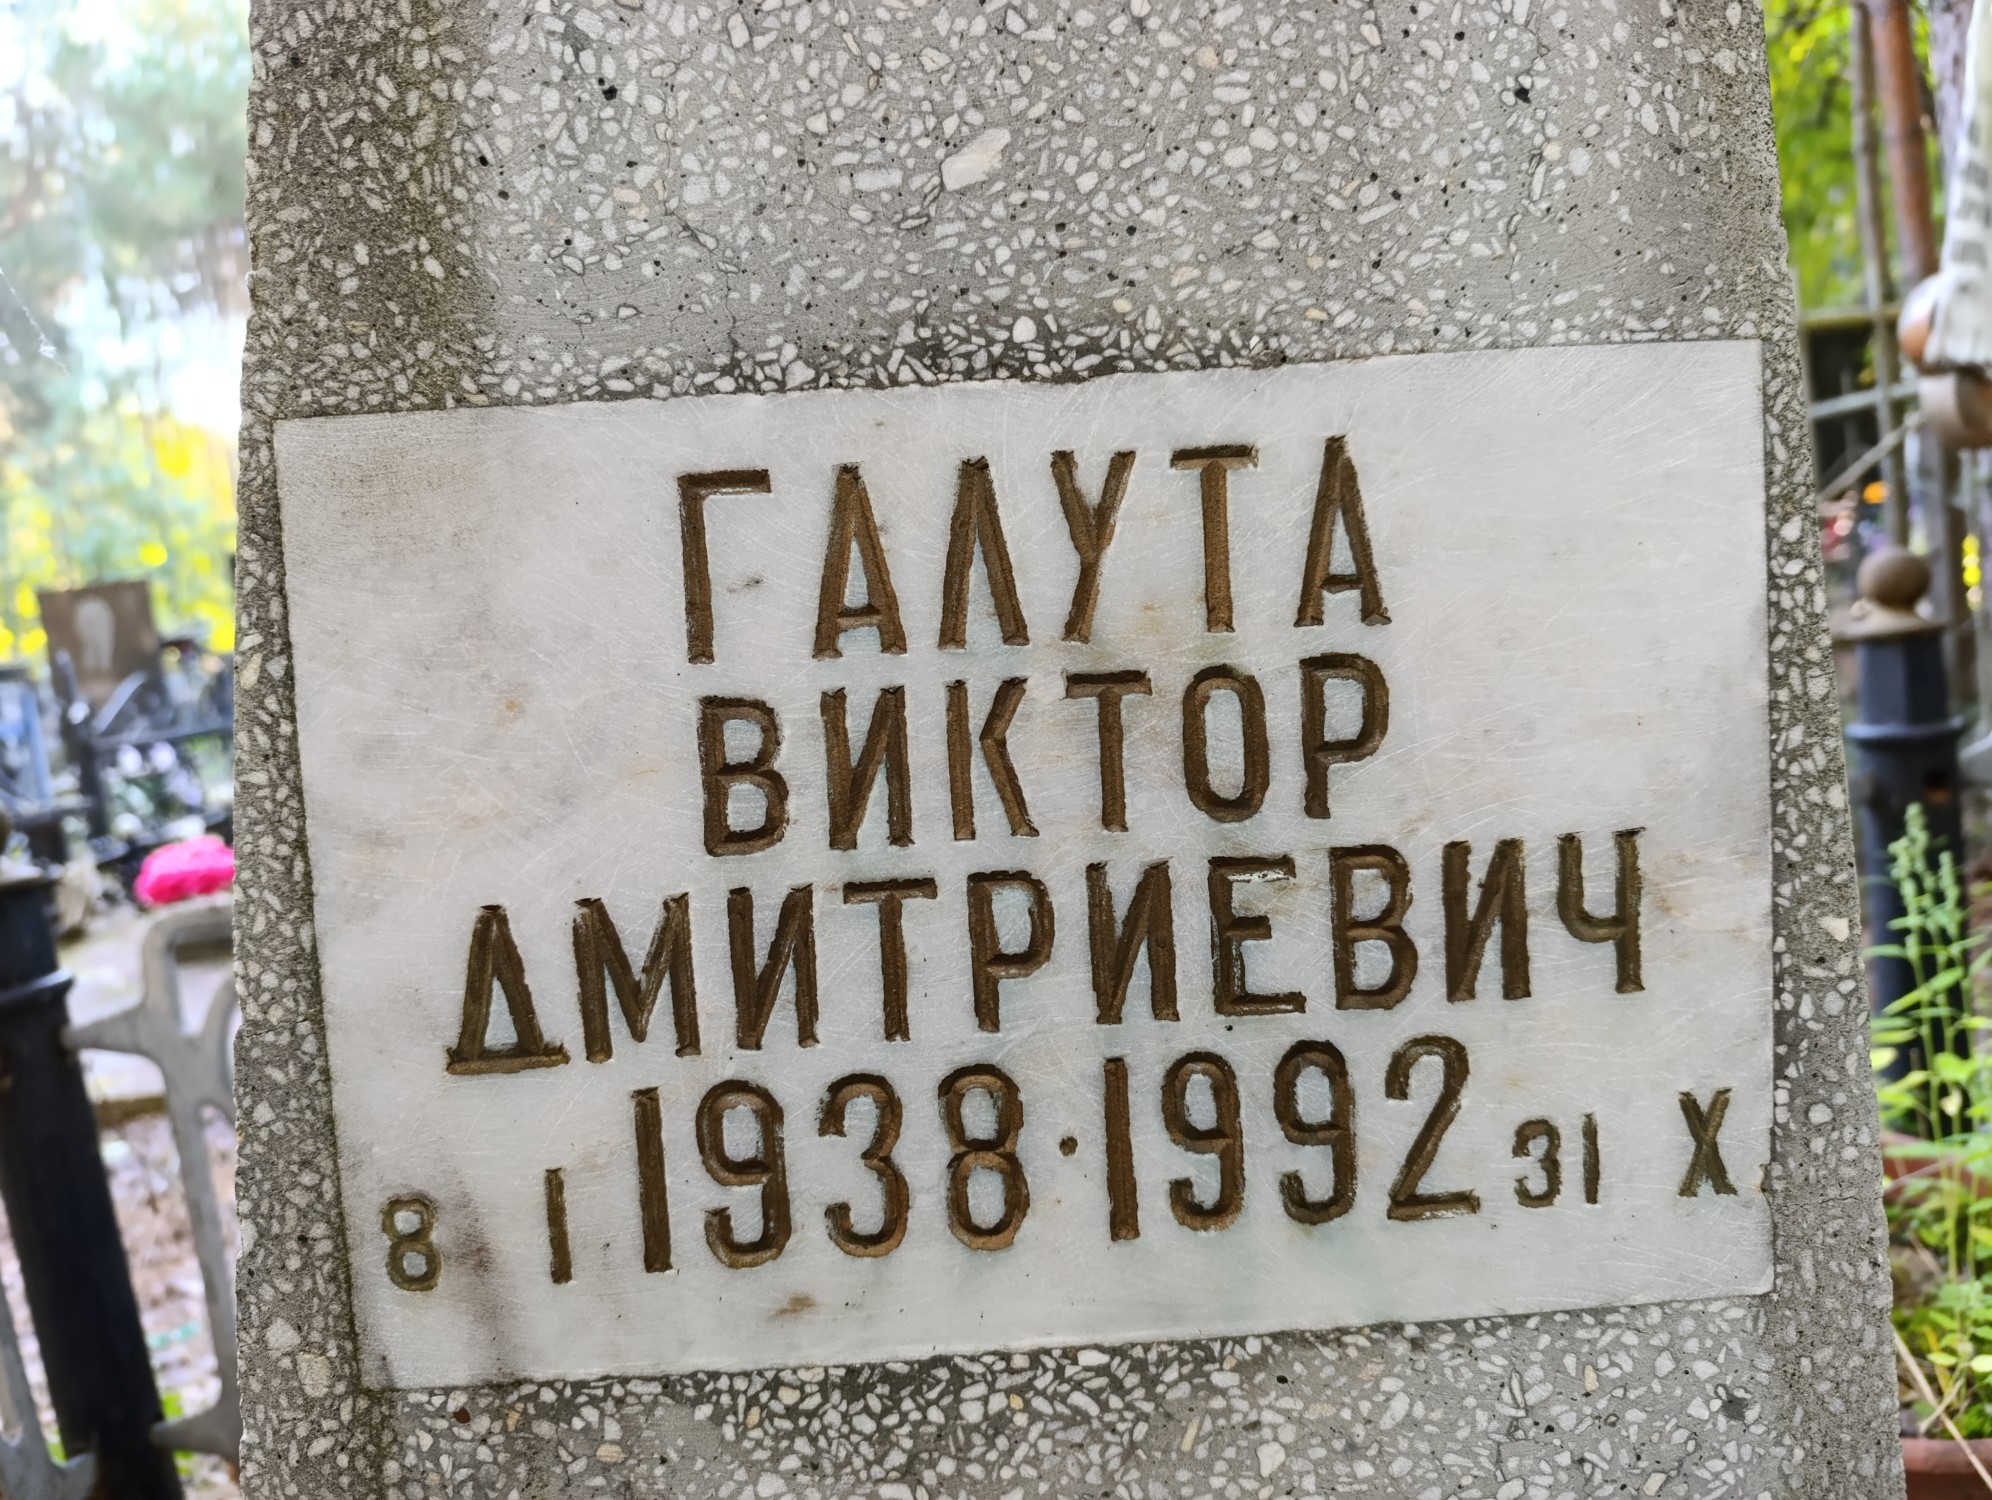 ГАЛУТА
ВИКТОР
ДМИТРИЕВИЧ
8 I 1938·1992 31 X